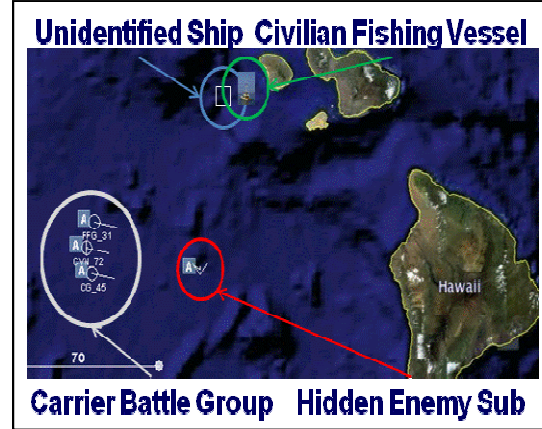 Unidentified Ship Civilian Fishing Vessel
A
FFG_31
A
CVN_72
A
CG_45
A
Hawaii
70
Carrier Battle Group Hidden Enemy Sub